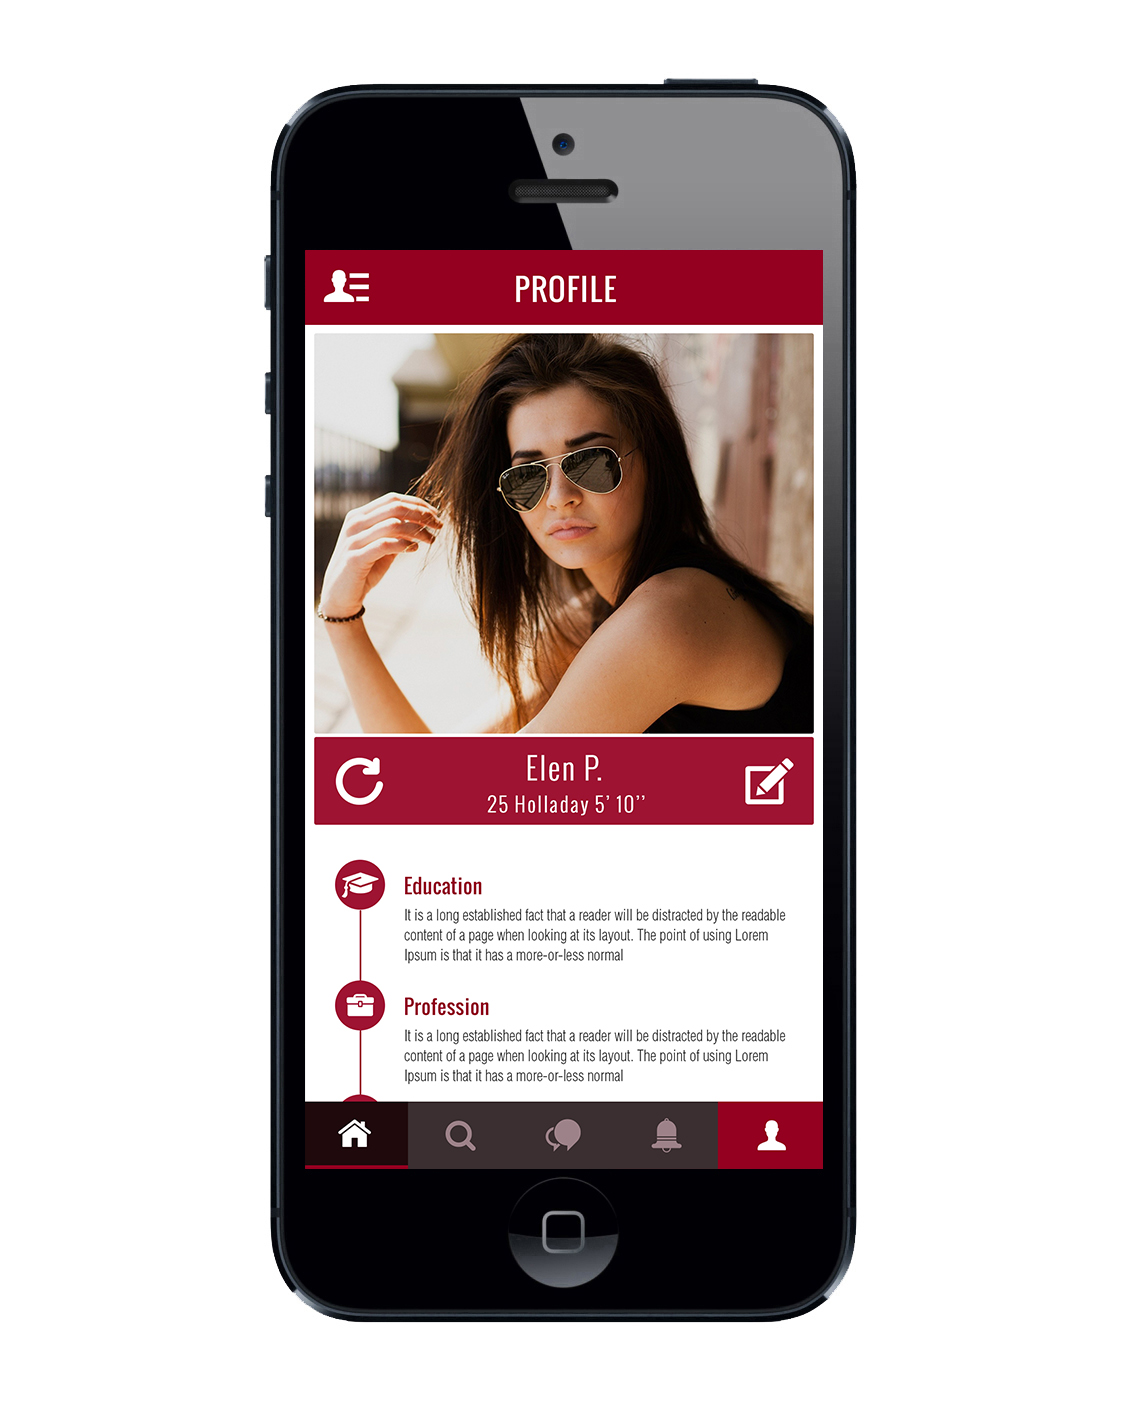 PROFILE
Elen P.
25 Holladay 5’ 10’’
Education
It is a long established fact that a reader will be distracted by the readable
content of a page when looking at its layout. The point of using Lorem
Ipsum is that it has a more-or-less normal
Profession
It is a long established fact that a reader will be distracted by the readable
content of a page when looking at its layout. The point of using Lorem
Ipsum is that it has a more-or-less normal